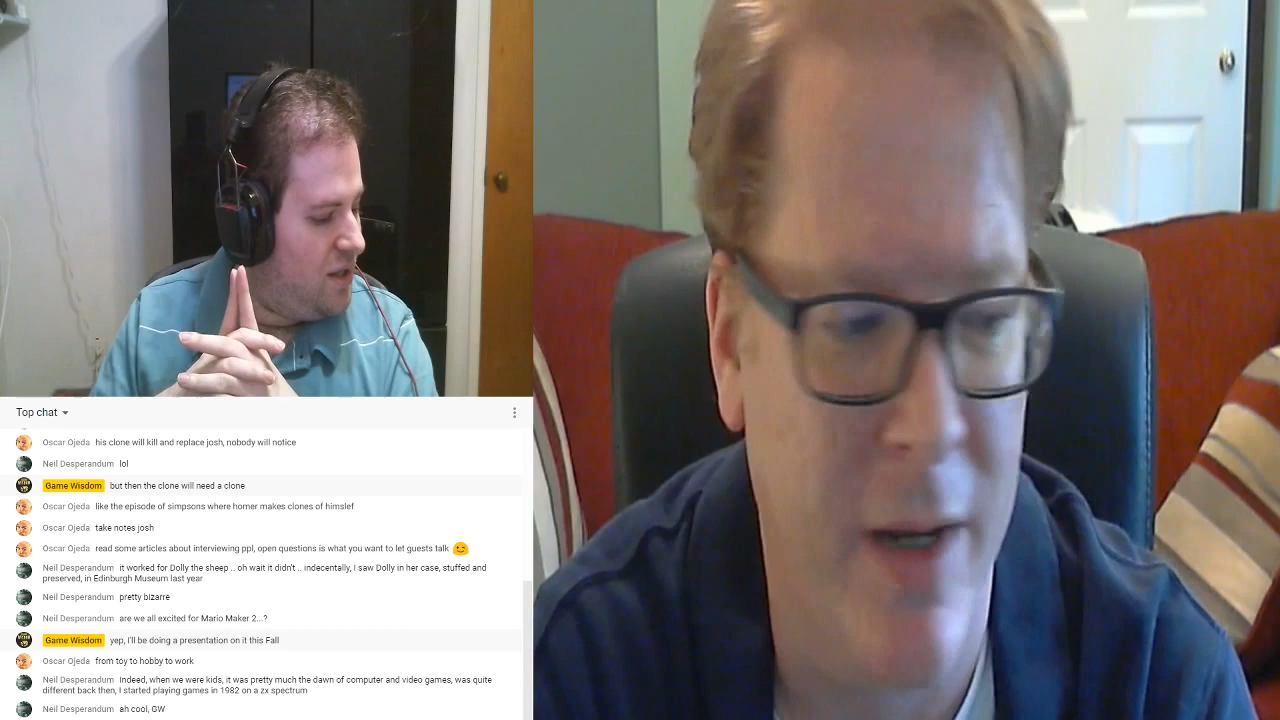 Top chat
Oscar Ojeda his clone will kill and replace josh, nobody will notice
Neil Desperandum lol
Game Wisdom but then the clone will need a clone
Oscar Ojeda like the episode of simpsons where homer makes clones of himslef
Oscar Ojeda take notes josh
Oscar Ojeda read some articles about interviewing ppl, open questions is what you want to let guests talk
Neil Desperandum it worked for Dolly the sheep .. oh wait it didn't .. indecentally, I saw Dolly in her case, stuffed and
preserved, in Edinburgh Museum last year
Neil Desperandum pretty bizarre
Neil Desperandum are we all excited for Mario Maker 2...?
Game Wisdom yep, I'll be doing a presentation on it this Fall
Oscar Ojeda from toy to hobby to work
Neil Desperandum Indeed, when we were kids, it was pretty much the dawn of computer and video games, was quite
different back then, I started playing games in 1982 on a zx spectrum
Neil Desperandum ah cool, GW